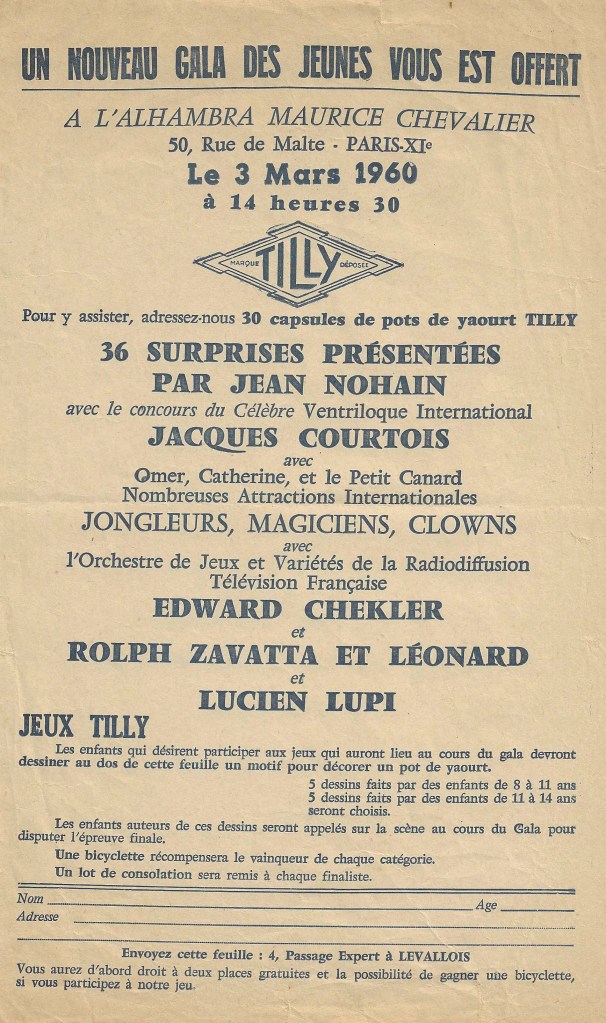 UN NOUVEAU GALA DES JEUNES VOUS EST OFFERT
A L'ALHAMBRA MAURICE CHEVALIER
50, Rue de Malte - PARIS-XIe
Le 3 Mars 1960
à 14 heures 30
MARQUE TILLY DÉPOSÉE
Pour y assister, adressez-nous 30 capsules de pots de yaourt TILLY
36 SURPRISES PRÉSENTÉES
PAR JEAN NOHAIN
avec le concours du Célèbre Ventriloque International
JACQUES COURTOIS
avec
Omer, Catherine, et le Petit Canard
Nombreuses Attractions Internationales
JONGLEURS, MAGICIENS, CLOWNS
avec
l'Orchestre de Jeux et Variétés de la Radiodiffusion
Télévision Française
EDWARD CHEKLER
et
ROLPH ZAVATTA ET LÉONARD
et
LUCIEN LUPI
JEUX TILLY
Les enfants qui désirent participer aux jeux qui auront lieu au cours du gala devront
dessiner au dos de cette feuille un motif pour décorer un pot de yaourt.
5 dessins faits par des enfants de 8 à 11 ans
5 dessins faits par des enfants de 11 à 14 ans
seront choisis.
Les enfants auteurs de ces dessins seront appelés sur la scène au cours du Gala pour
disputer l'épreuve finale.
Une bicyclette récompensera le vainqueur de chaque catégorie.
Un lot de consolation sera remis à chaque finaliste.
Nom Age
Adresse
Envoyez cette feuille : 4, Passage Expert à LEVALLOIS
Vous aurez d'abord droit à deux places gratuites et la possibilité de gagner une bicyclette,
si vous participez à notre jeu.